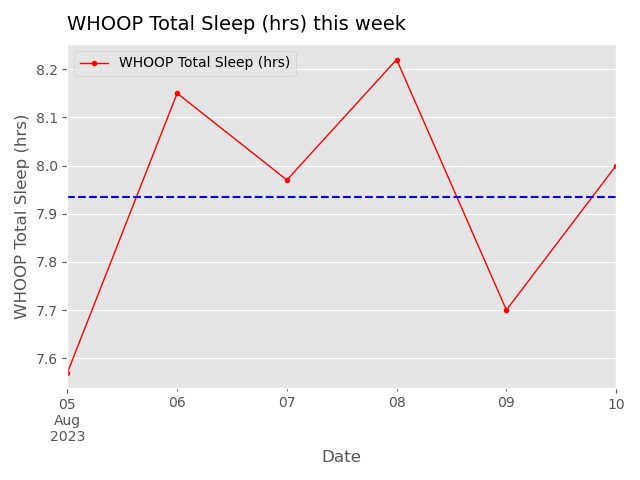 WHOOP Total Sleep (hrs) this week
WHOOP Total Sleep (hrs)
WHOOP Total Sleep (hrs)
8.2
8.1
8.0
7.9
7.8
7.7
7.6
05 06 07 08 09 10
Aug
2023
Date